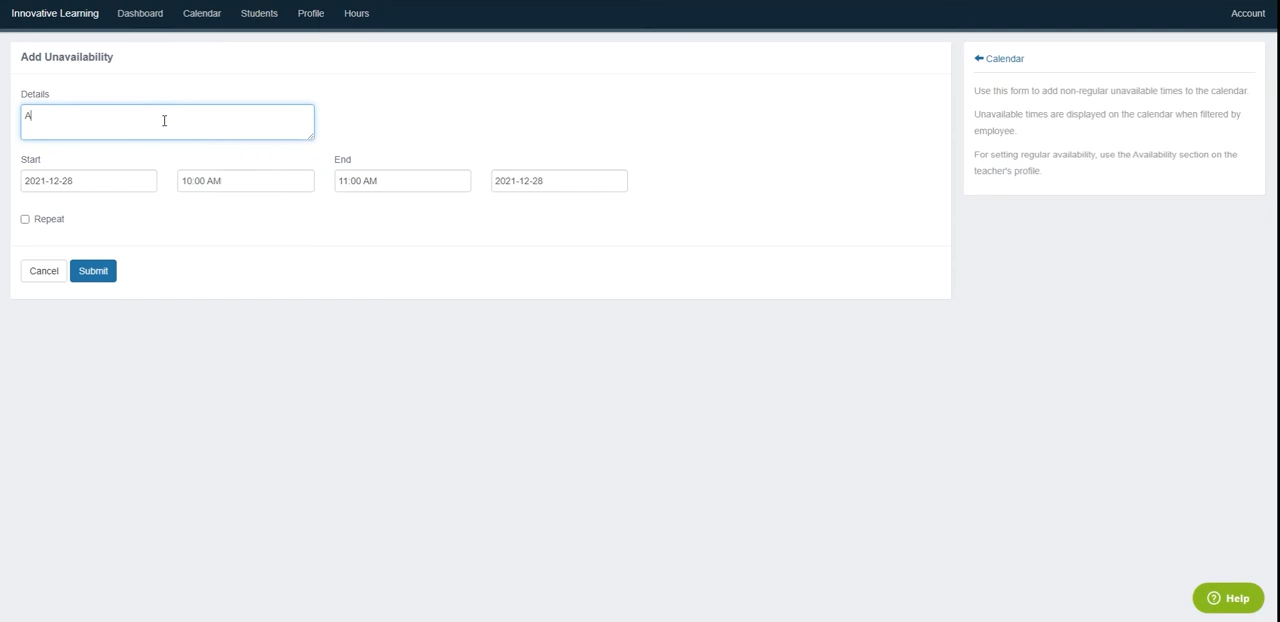 Innovative Learning Dashboard Calendar Students Profile Hours Account
Add Unavailability
Details
A
Start End
2021-12-28 10:00 AM 11:00 AM 2021-12-28
Repeat
Cancel Submit
Calendar
Use this form to add non-regular unavailable times to the calendar.
Unavailable times are displayed on the calendar when filtered by
employee.
For setting regular availability, use the Availability section on the
teacher's profile.
Help